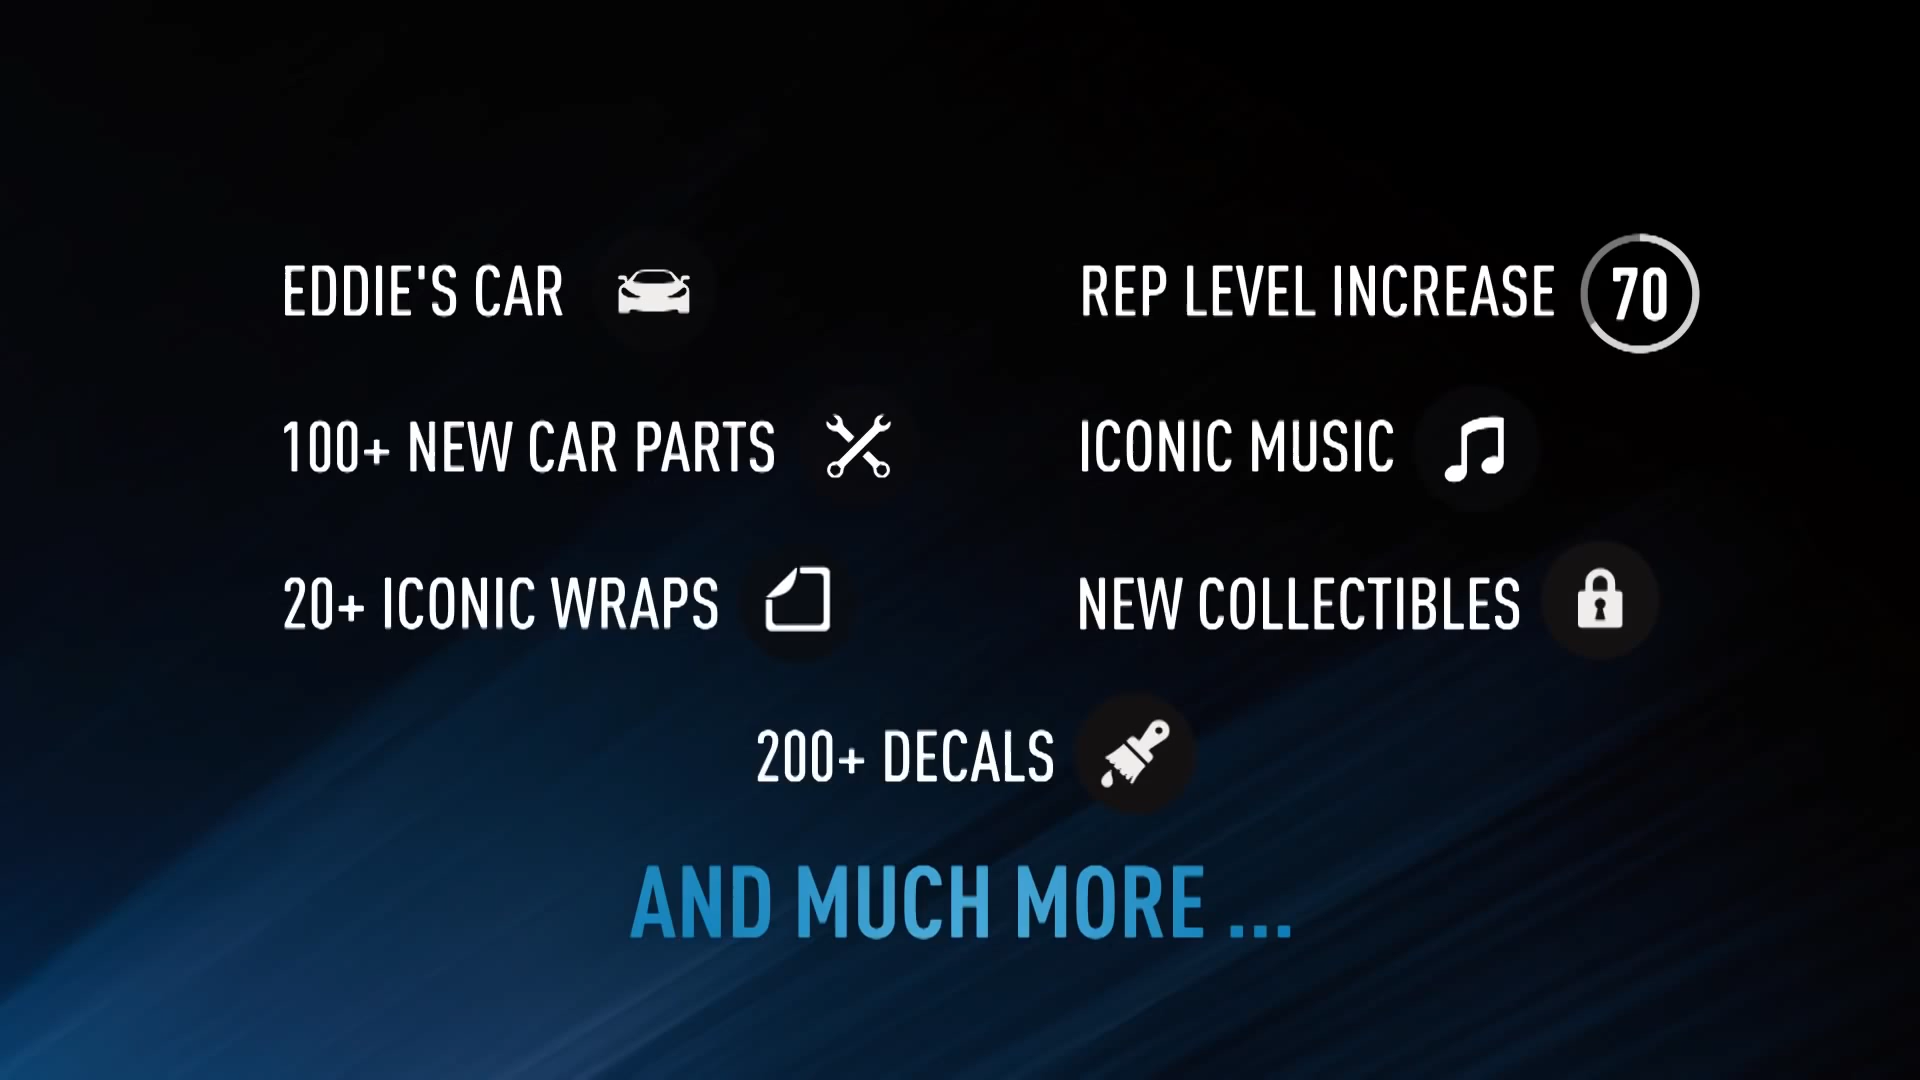 EDDIE'S CAR
REP LEVEL INCREASE 70
100+ NEW CAR PARTS
ICONIC MUSIC
20+ ICONIC WRAPS
NEW COLLECTIBLES
200+ DECALS
AND MUCH MORE ...